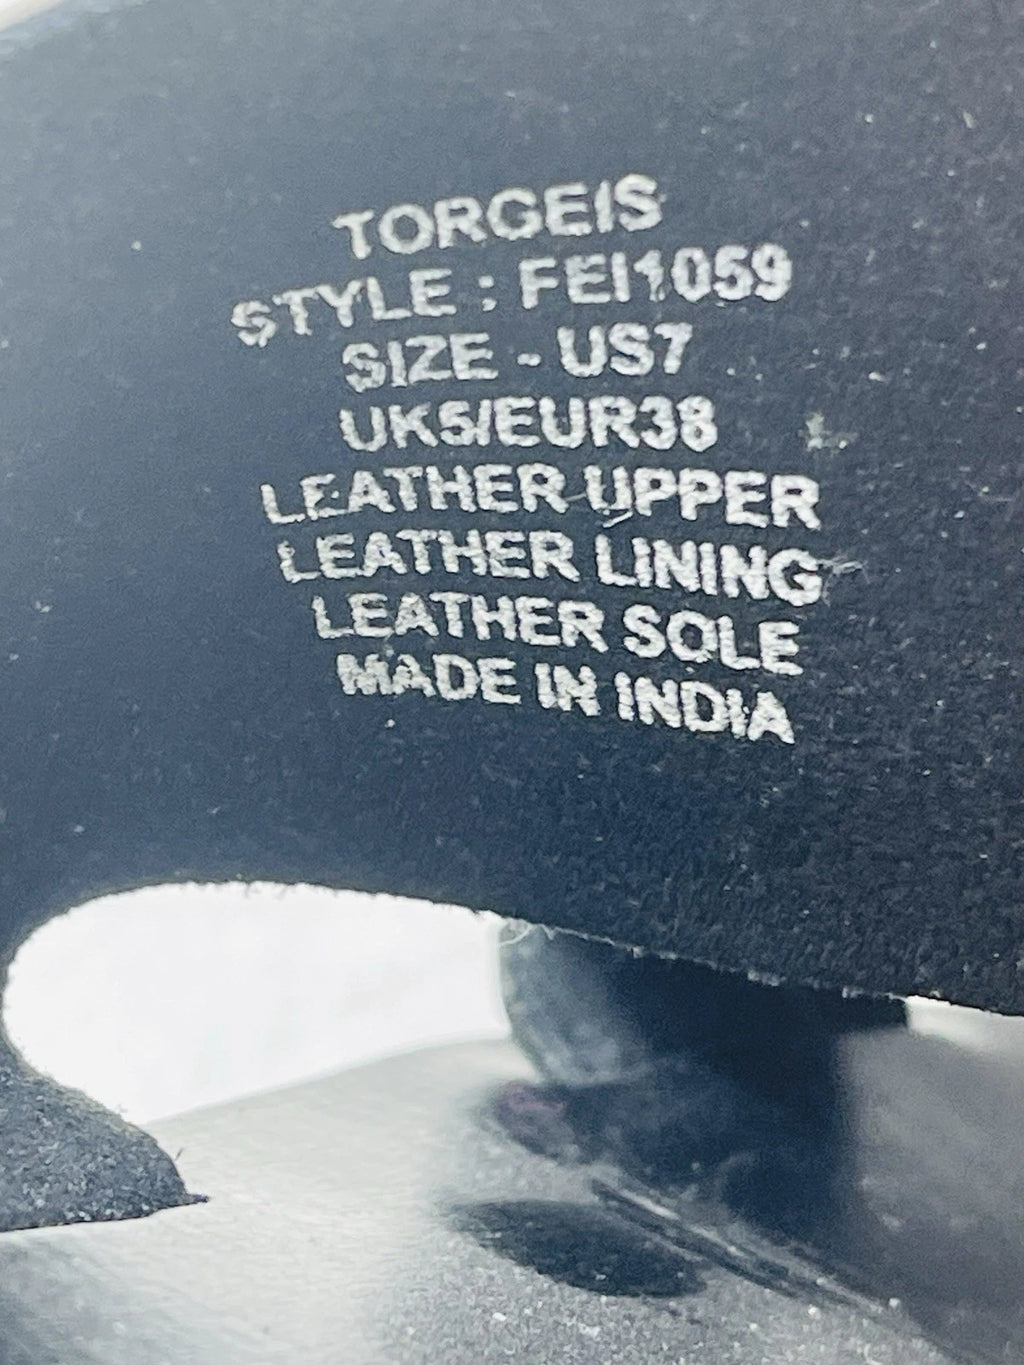 TORGEIS
STYLE : FEI1059
SIZE - US7
UK5/EUR38
LEATHER UPPER
LEATHER LINING
LEATHER SOLE
MADE IN INDIA